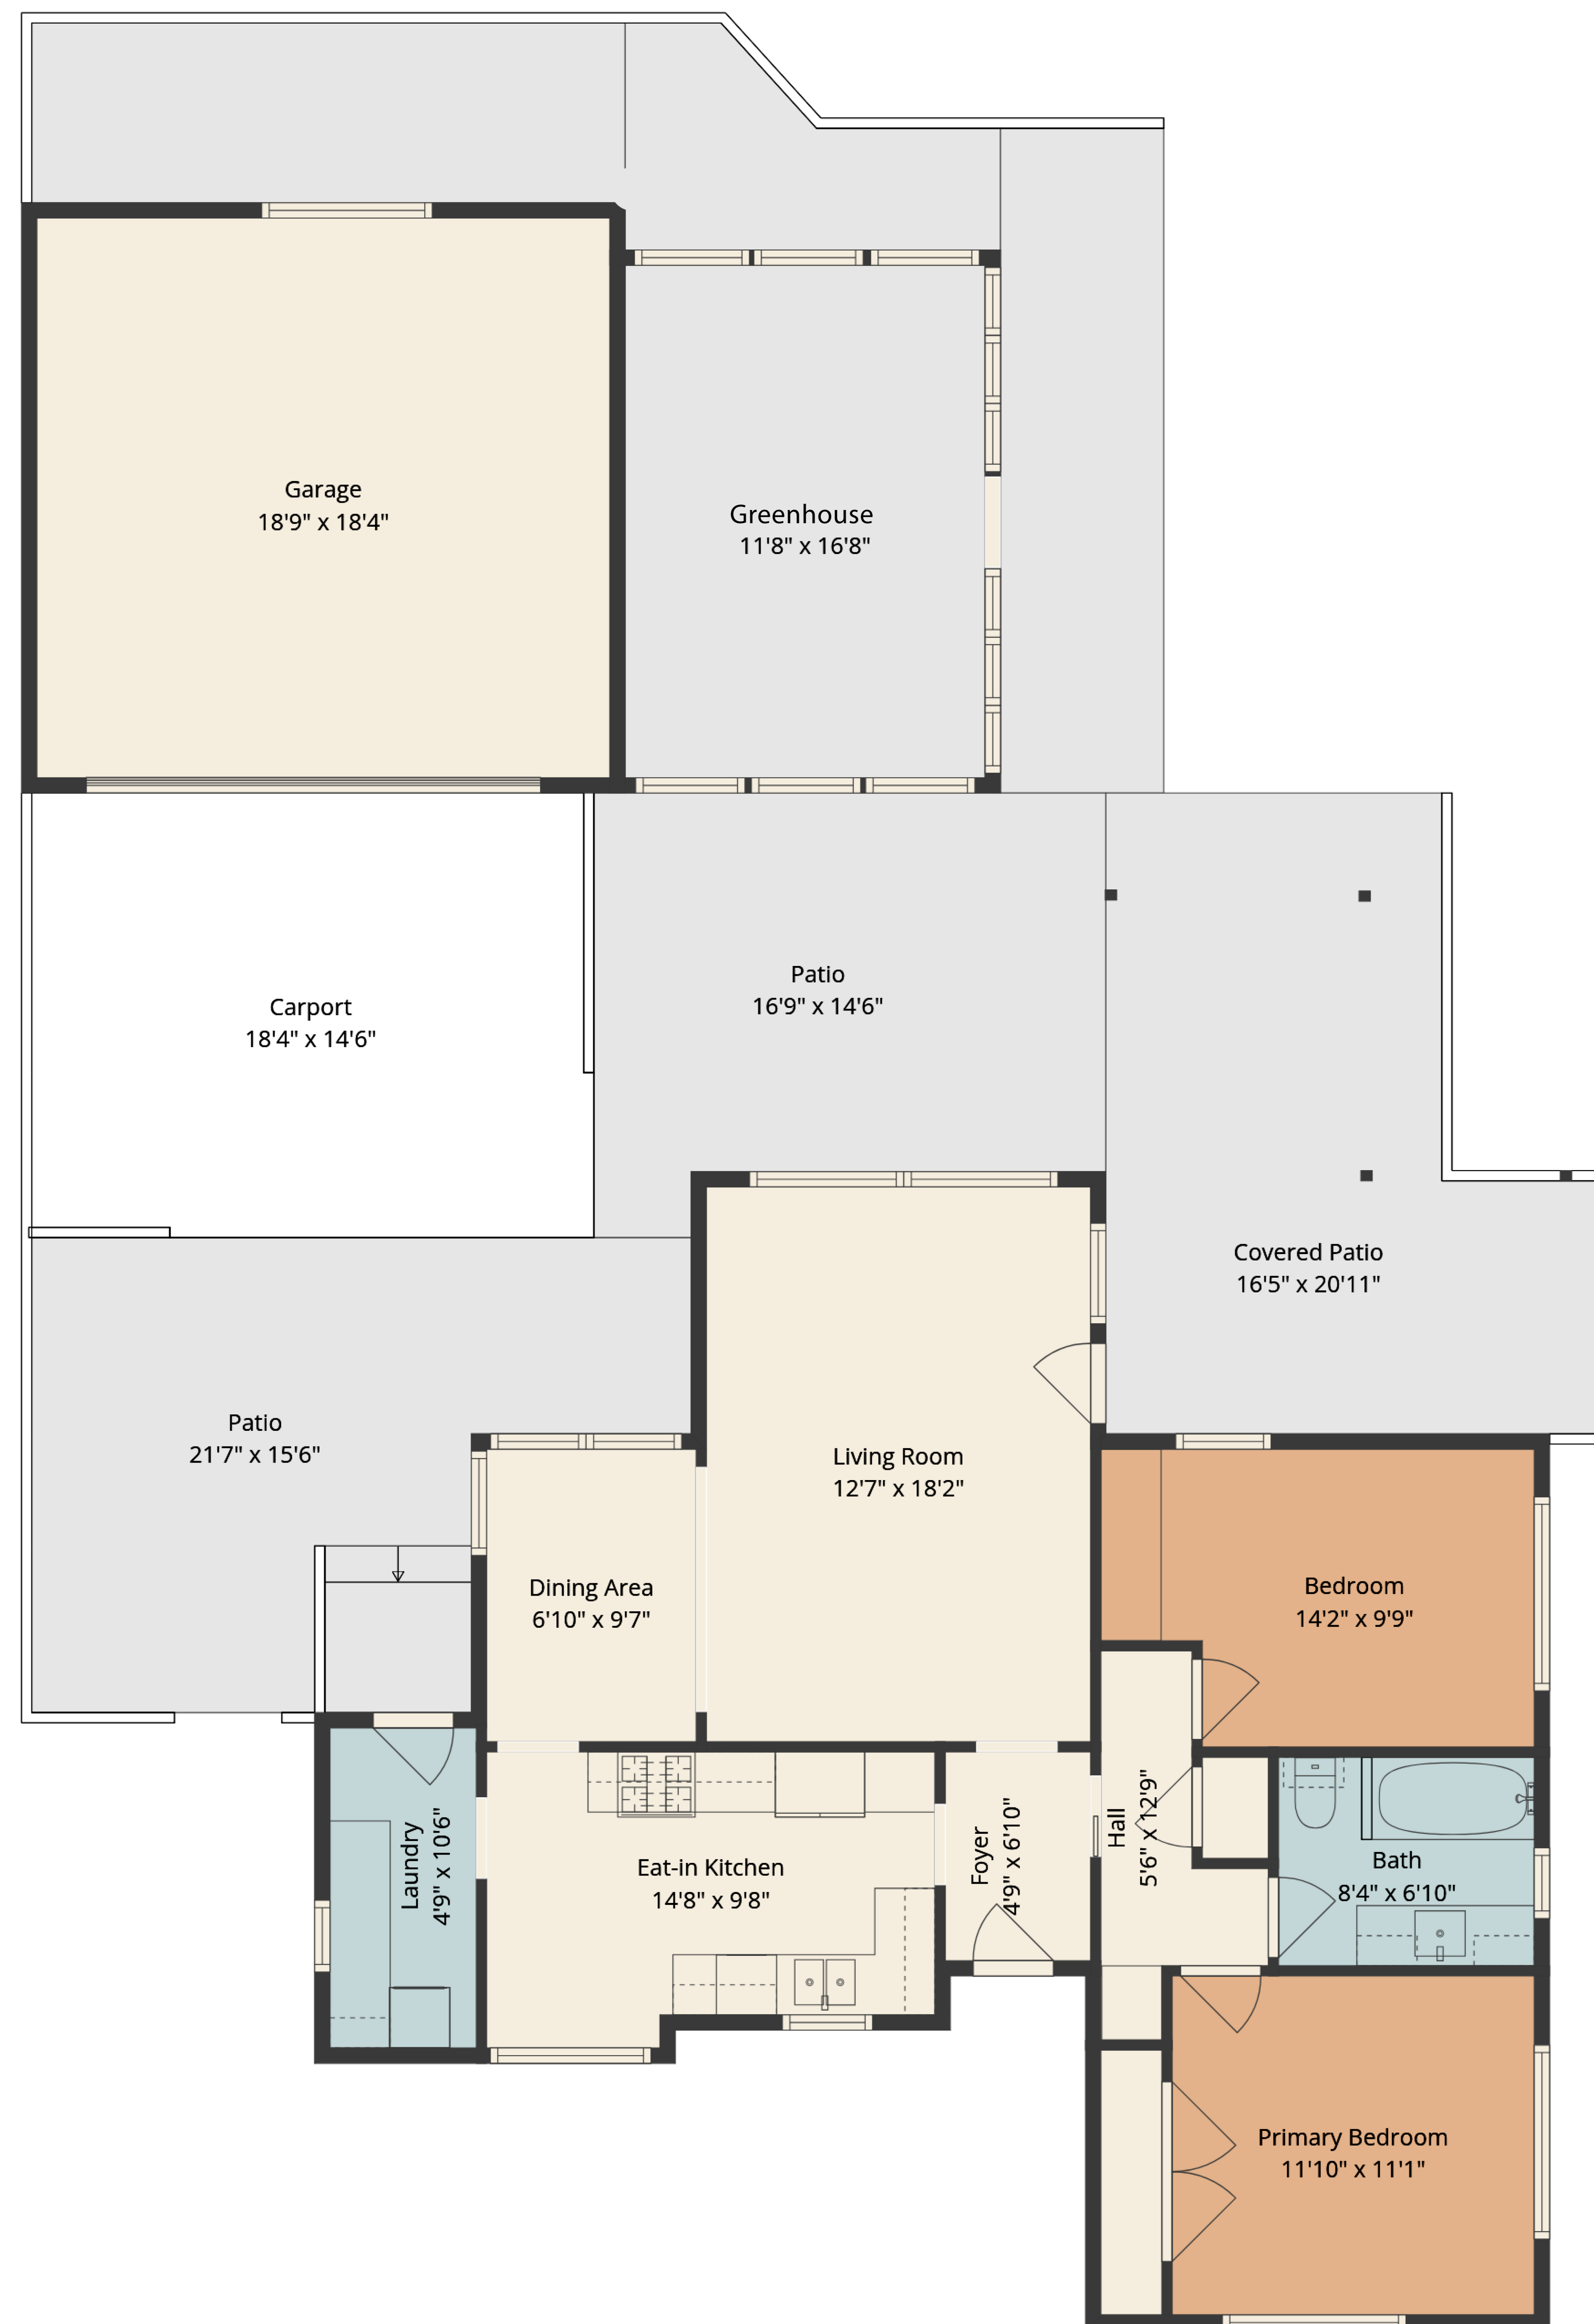 Garage
18'9" x 18'4"
Greenhouse
11'8" x 16'8"
Carport
18'4" x 14'6"
Patio
16'9" x 14'6"
Covered Patio
16'5" x 20'11"
Patio
21'7" x 15'6"
Living Room
12'7" x 18'2"
Dining Area
6'10" x 9'7"
Bedroom
14'2" x 9'9"
Laundry
4'9" x 10'6"
Eat-in Kitchen
14'8" x 9'8"
Foyer
4'9" x 6'10"
Hall
5'6" x 12'9"
Bath
8'4" x 6'10"
Primary Bedroom
11'10" x 11'1"